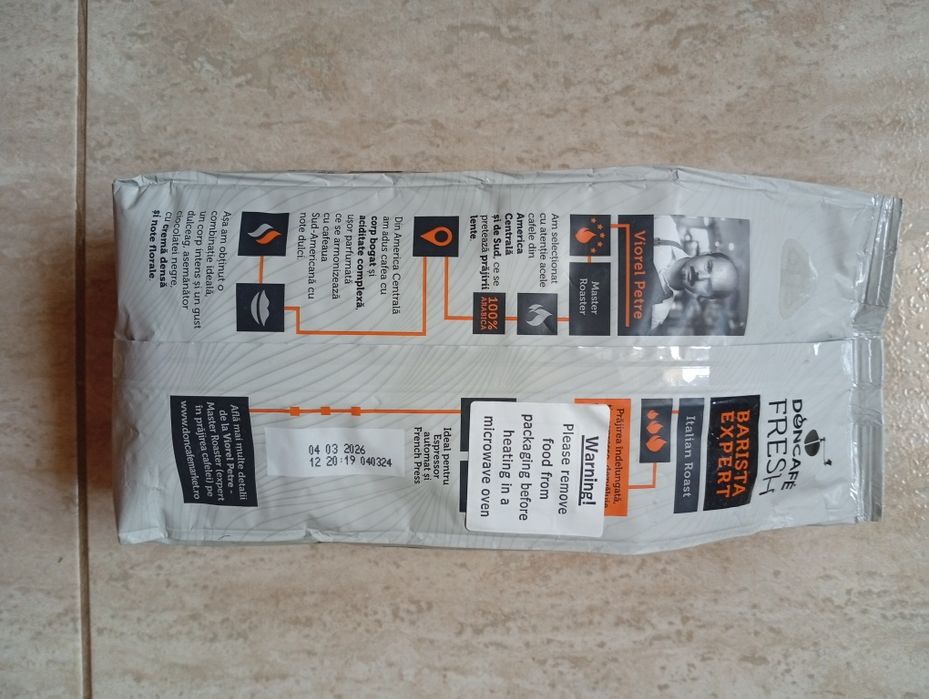 DONCAFÉ
FRESH
BARISTA
EXPERT
Italian Roast
Prăjirea îndelungată,
Warning!
Please remove
food from
packaging before
heating in a
microwave oven
Ideal pentru
Espressor
automat și
French Press
04 03 2026
12 20:19 040324
Află mai multe detalii
de la Viorel Petre -
Master Roaster (expert
în prăjirea cafelei) pe
www.doncafemarket.ro
Viorel Petre
Master
Roaster
Am selecționat
cu atenție acele
cafele din
America
Centrală
și de Sud, ce se
pretează prăjirii
lente.
100%
ARABICA
Din America Centrală
am adus cafea cu
corp bogat și
aciditate complexă,
ușor parfumată
ce se armonizează
cu cafeaua
Sud-Americană cu
note dulci.
Așa am obținut o
combinație ideală,
un corp intens și un gust
dulceag, asemănător
ciocolatei negre,
cu cremă densă
și note florale.